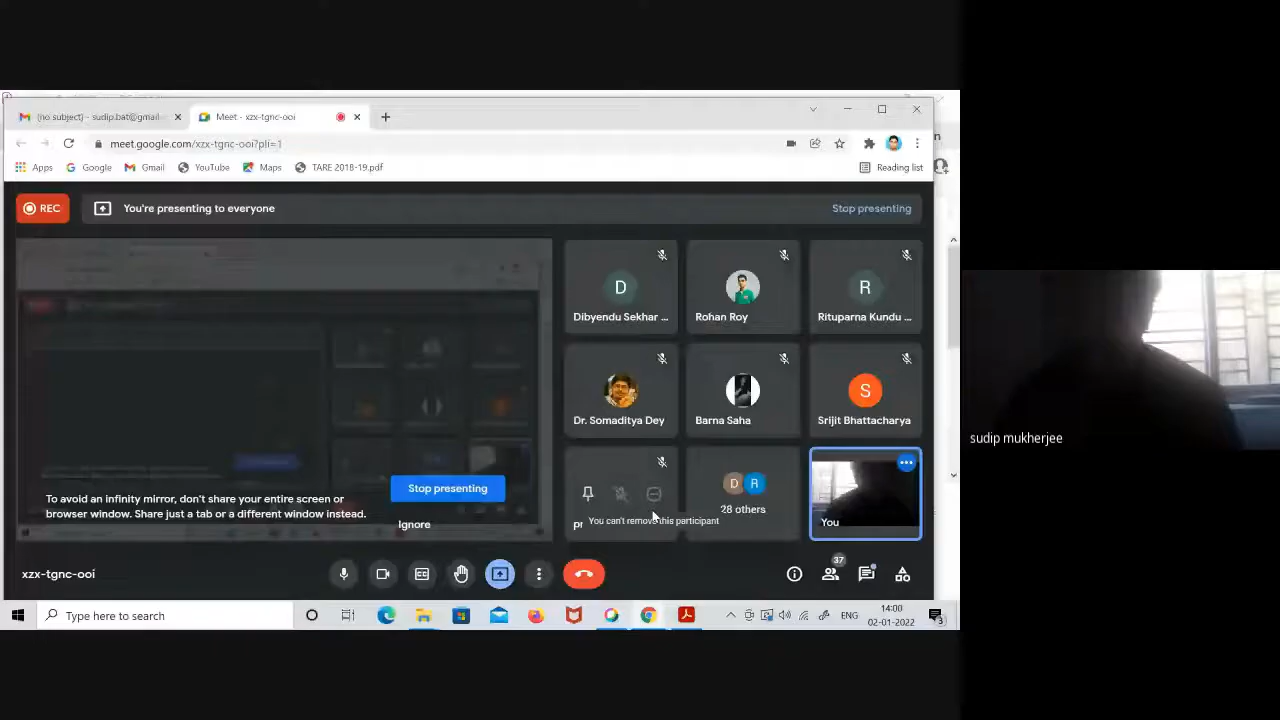 (no subject) - sudip.bat@gmail
Meet - xzx-tgnc-ooi
meet.google.com/xzx-tgnc-ooi?pli=1
Apps
Google
Gmail
YouTube
Maps
TARE 2018-19.pdf
Reading list
REC
You're presenting to everyone
Stop presenting
D
Dibyendu Sekhar ...
Rohan Roy
R
Rituparna Kundu ...
Dr. Somaditya Dey
Barna Saha
S
Srijit Bhattacharya
To avoid an infinity mirror, don't share your entire screen or
browser window. Share just a tab or a different window instead.
Stop presenting
Ignore
pr
You can't remove this participant
D R
28 others
You
sudip mukherjee
xzx-tgnc-ooi
37
Type here to search
ENG
14:00
02-01-2022
3